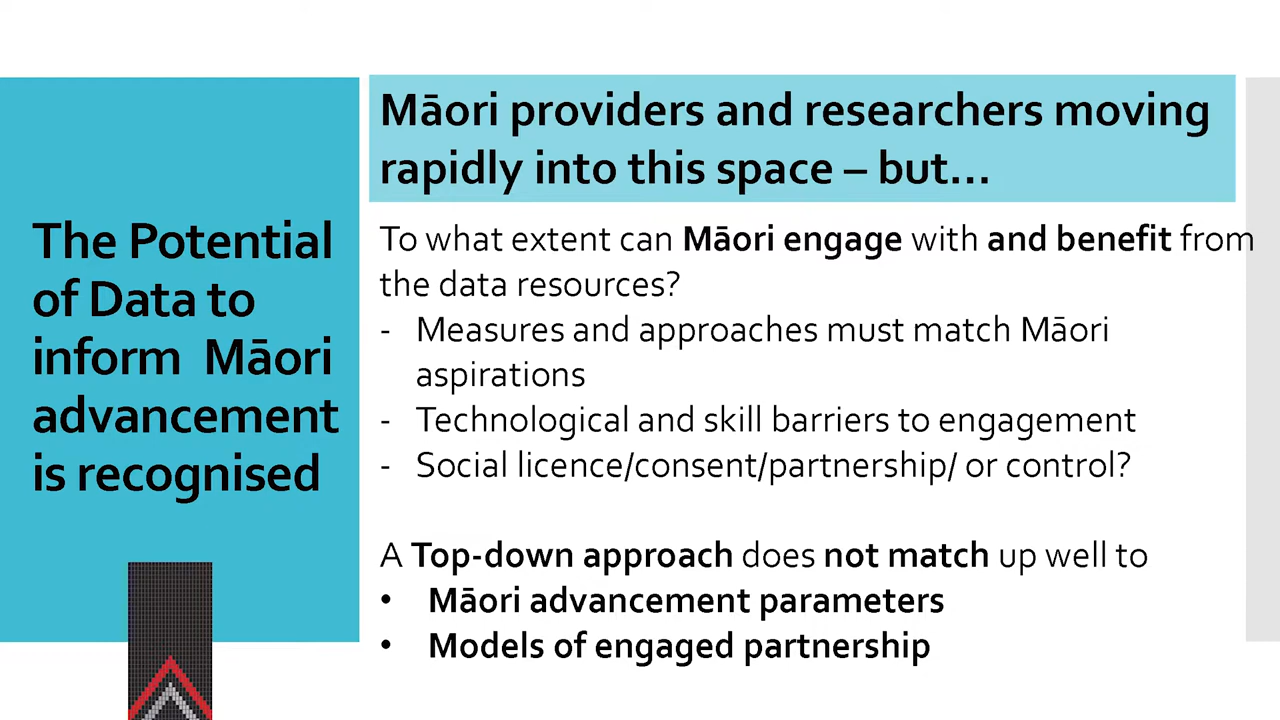 The Potential
of Data to
inform Māori
advancement
is recognised
Māori providers and researchers moving
rapidly into this space – but...
To what extent can Māori engage with and benefit from
the data resources?
- Measures and approaches must match Māori
aspirations
- Technological and skill barriers to engagement
- Social licence/consent/partnership/ or control?
A Top-down approach does not match up well to
• Māori advancement parameters
• Models of engaged partnership